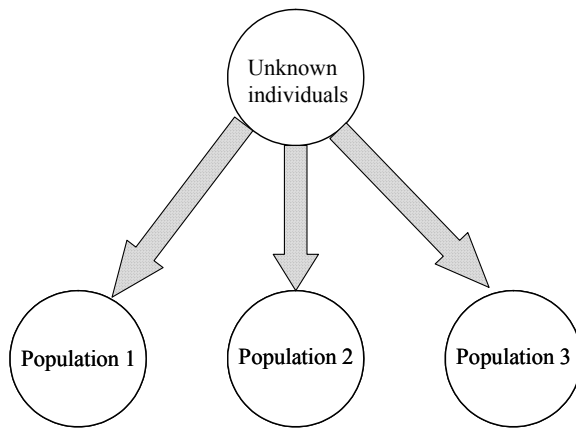 Unknown
individuals
Population 1
Population 2
Population 3